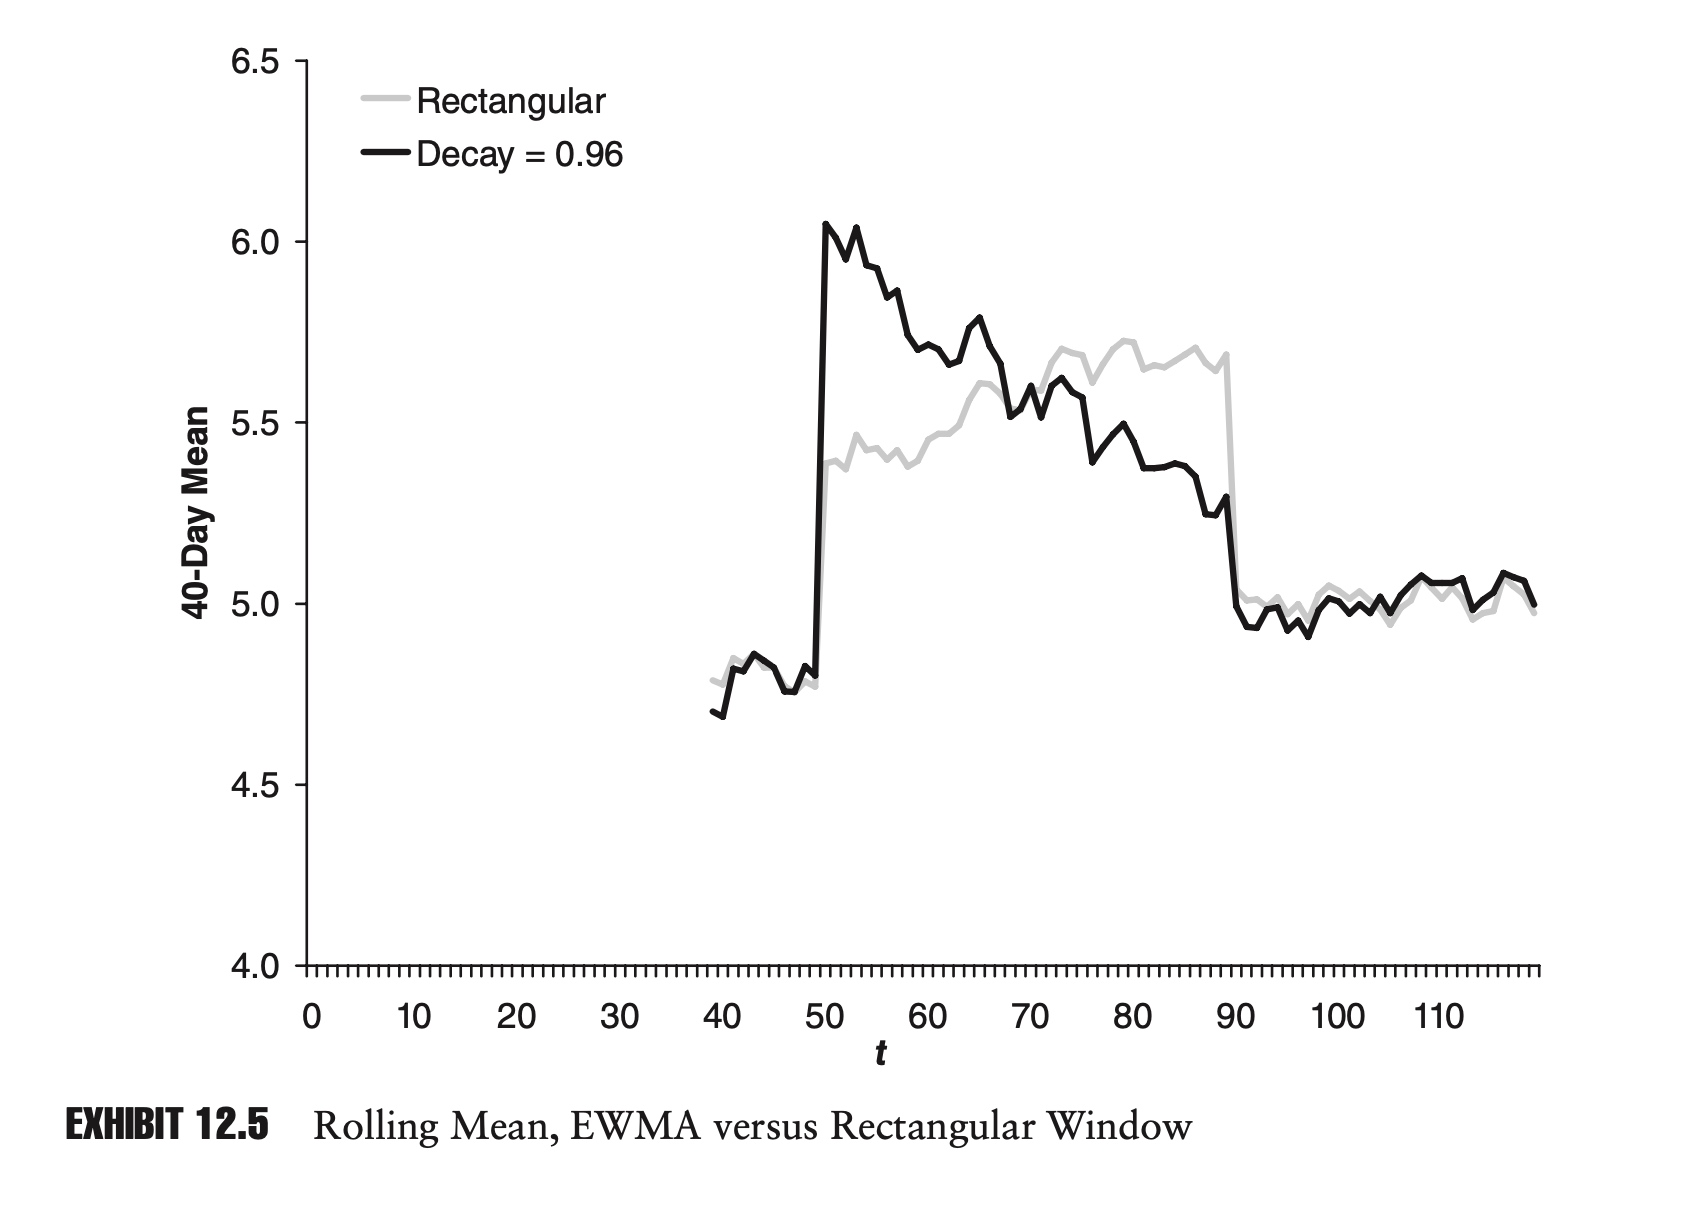 6.5
Rectangular
Decay = 0.96
6.0
5.5
40-Day Mean
5.0
4.5
4.0
0 10 20 30 40 50 60 70 80 90 100 110
t
EXHIBIT 12.5 Rolling Mean, EWMA versus Rectangular Window